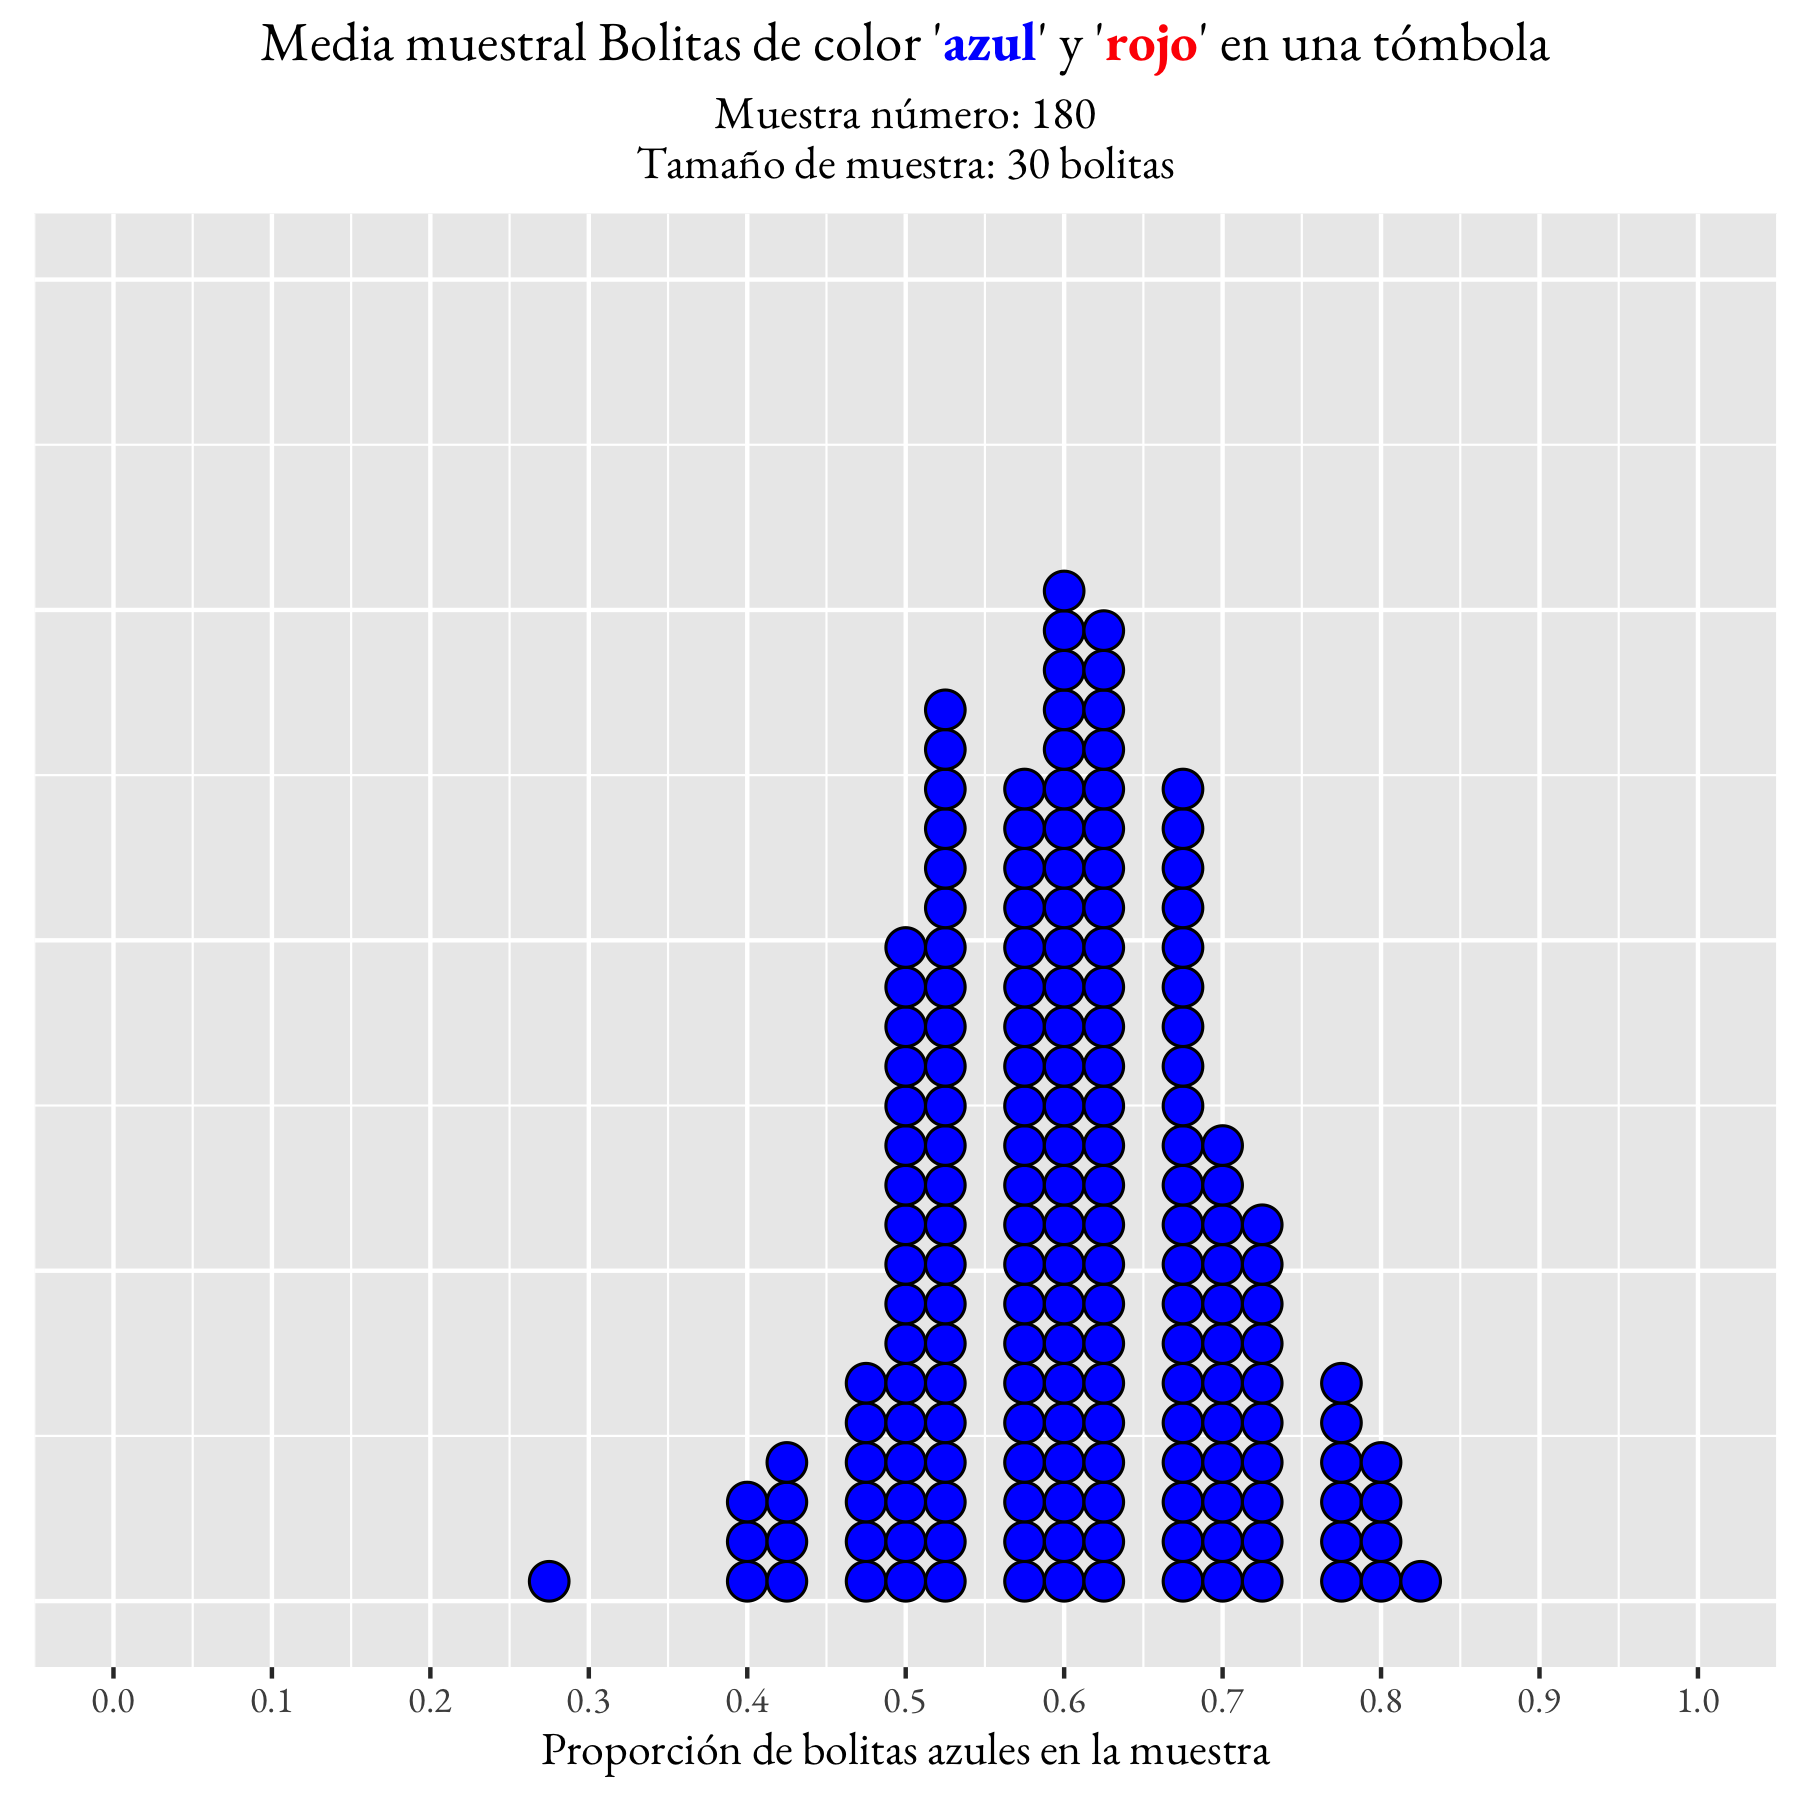 Media muestral Bolitas de color 'azul' y 'rojo' en una tómbola
Muestra número: 180
Tamaño de muestra: 30 bolitas
0.0 0.1 0.2 0.3 0.4 0.5 0.6 0.7 0.8 0.9 1.0
Proporción de bolitas azules en la muestra